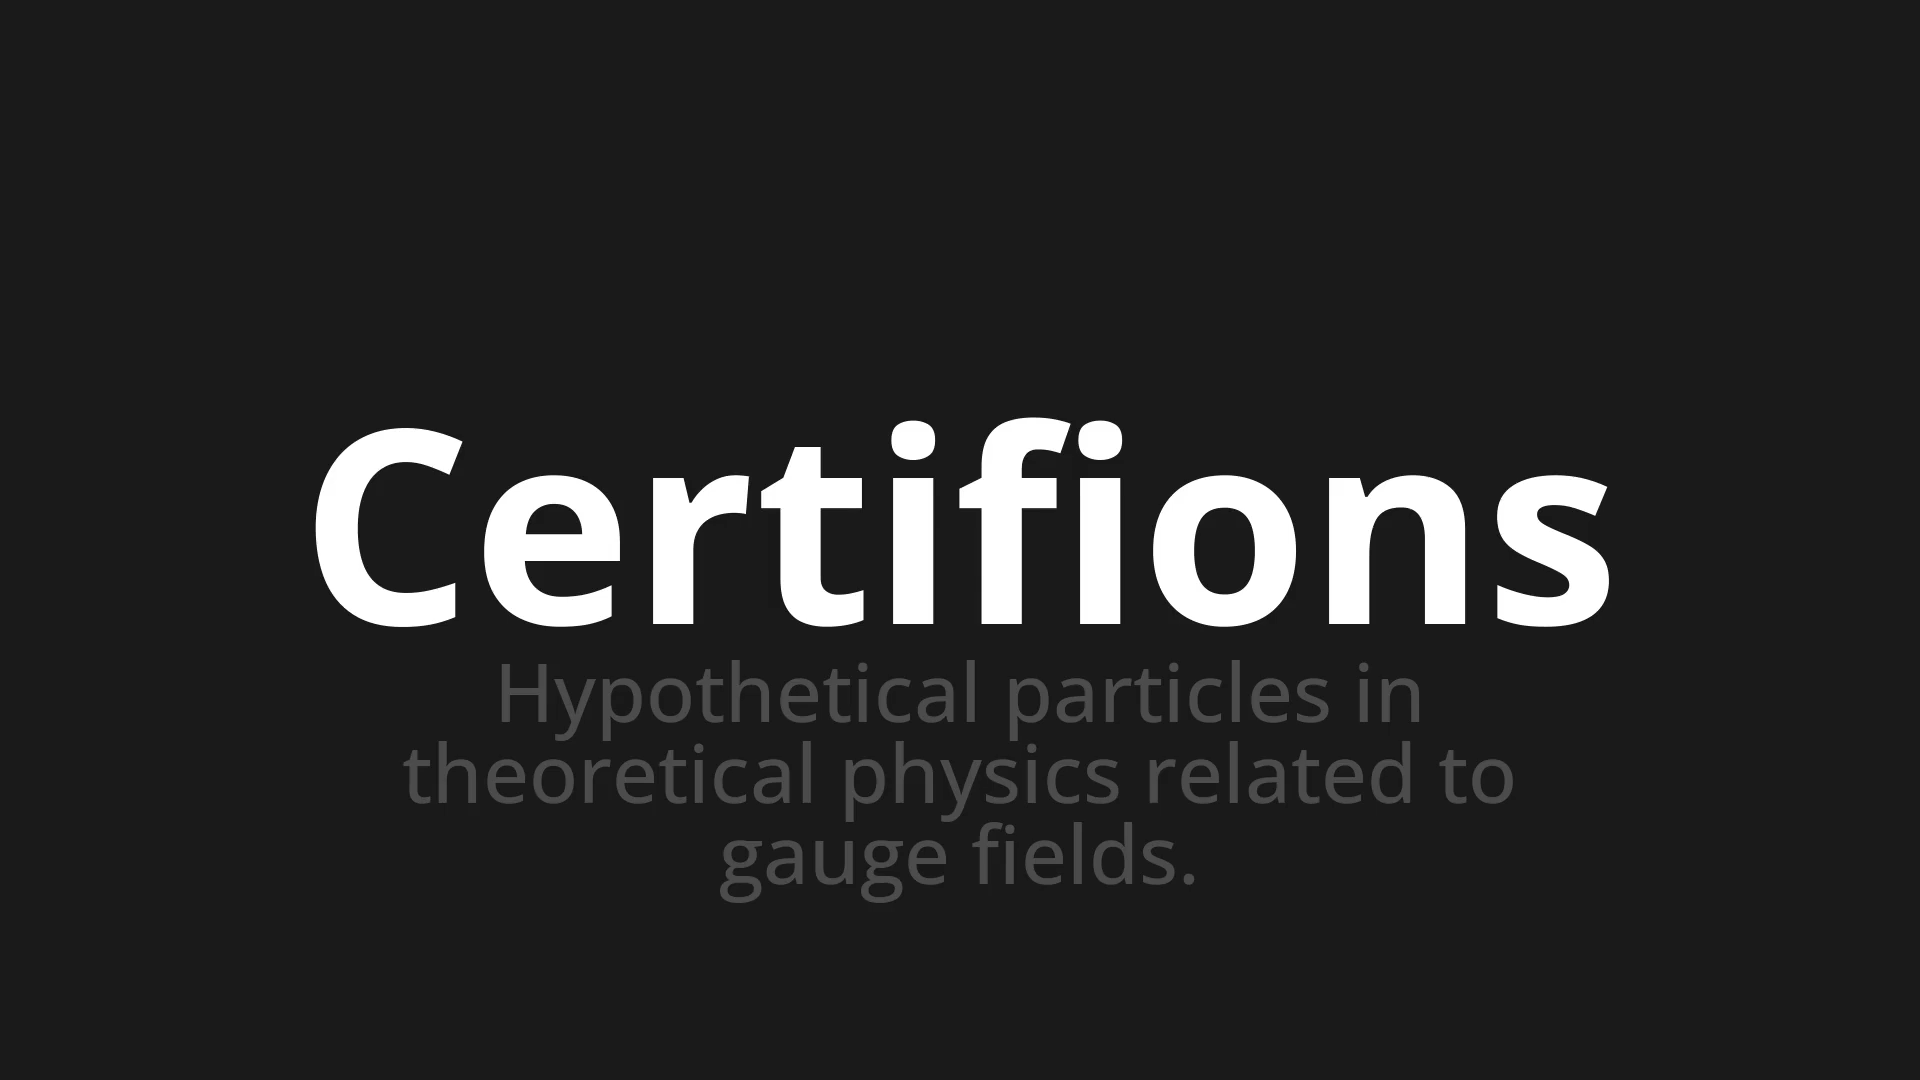 Certifions
Hypothetical particles in
theoretical physics related to
gauge fields.